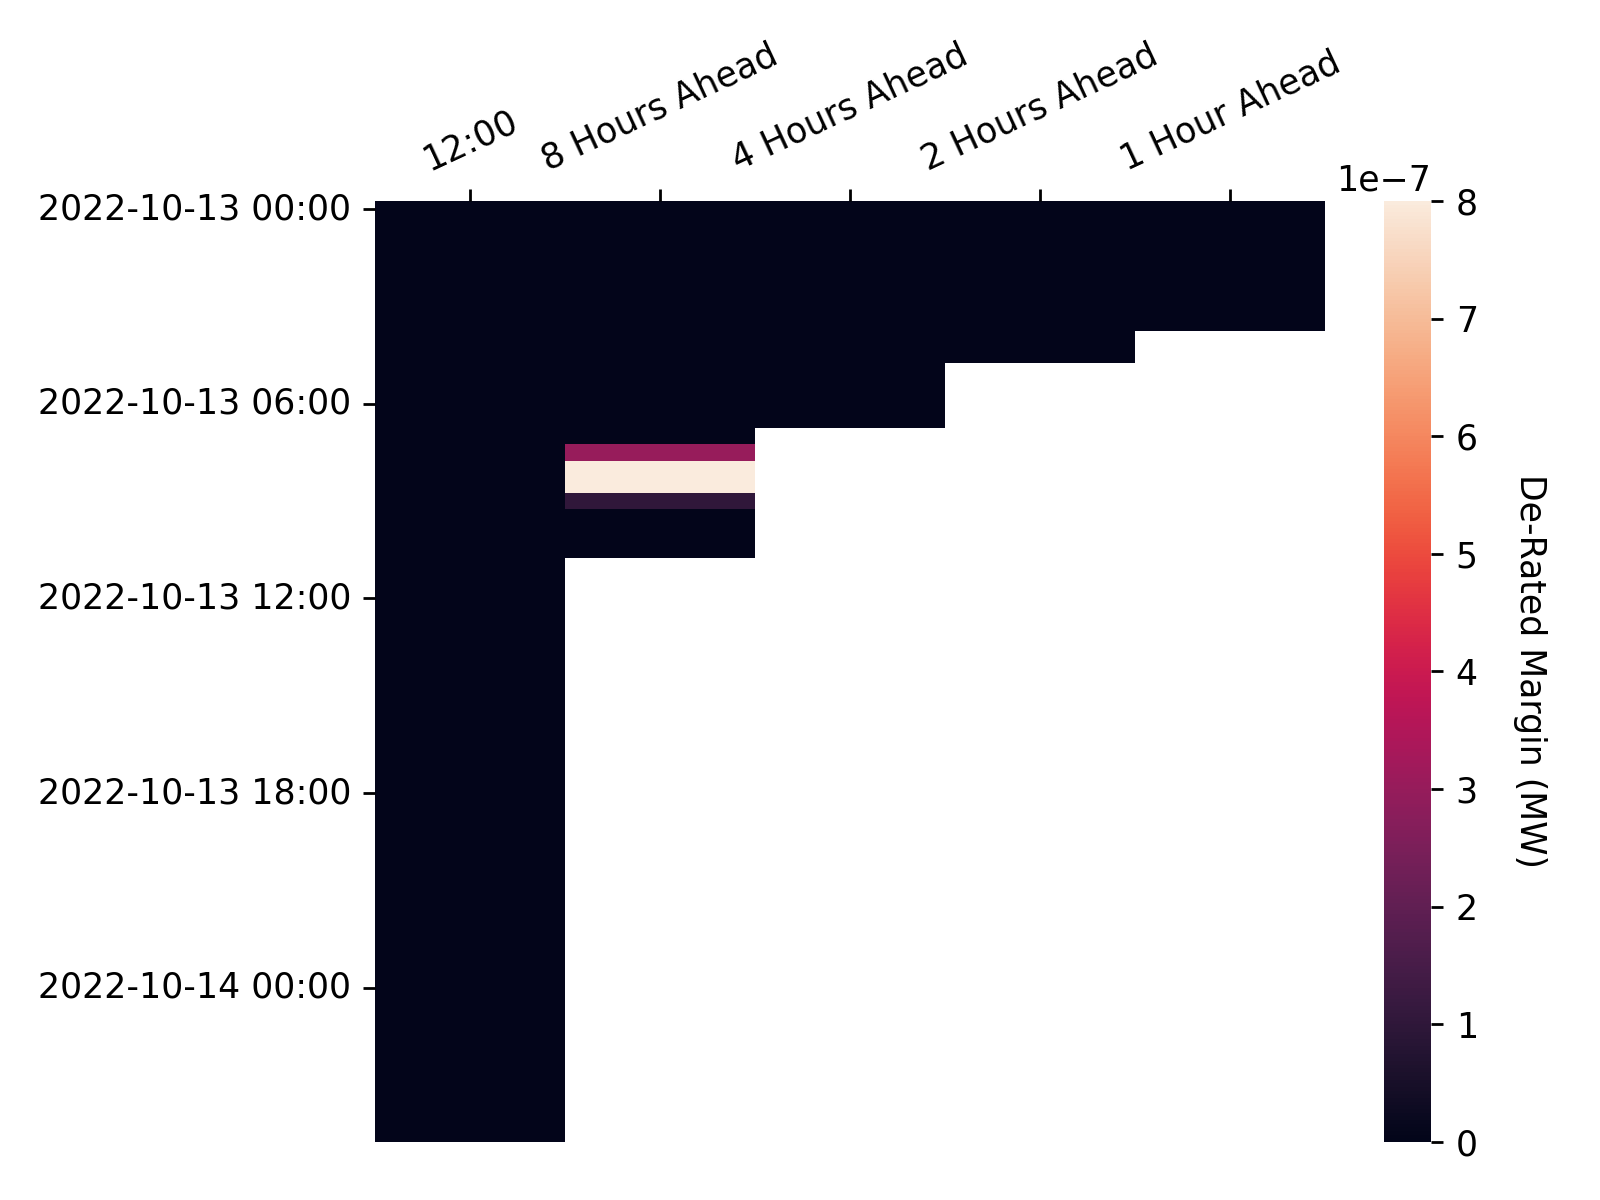 12:00
8 Hours Ahead
4 Hours Ahead
2 Hours Ahead
1 Hour Ahead
1e−7
2022-10-13 00:00
2022-10-13 06:00
2022-10-13 12:00
2022-10-13 18:00
2022-10-14 00:00
8
7
6
5
4
3
2
1
0
De-Rated Margin (MW)